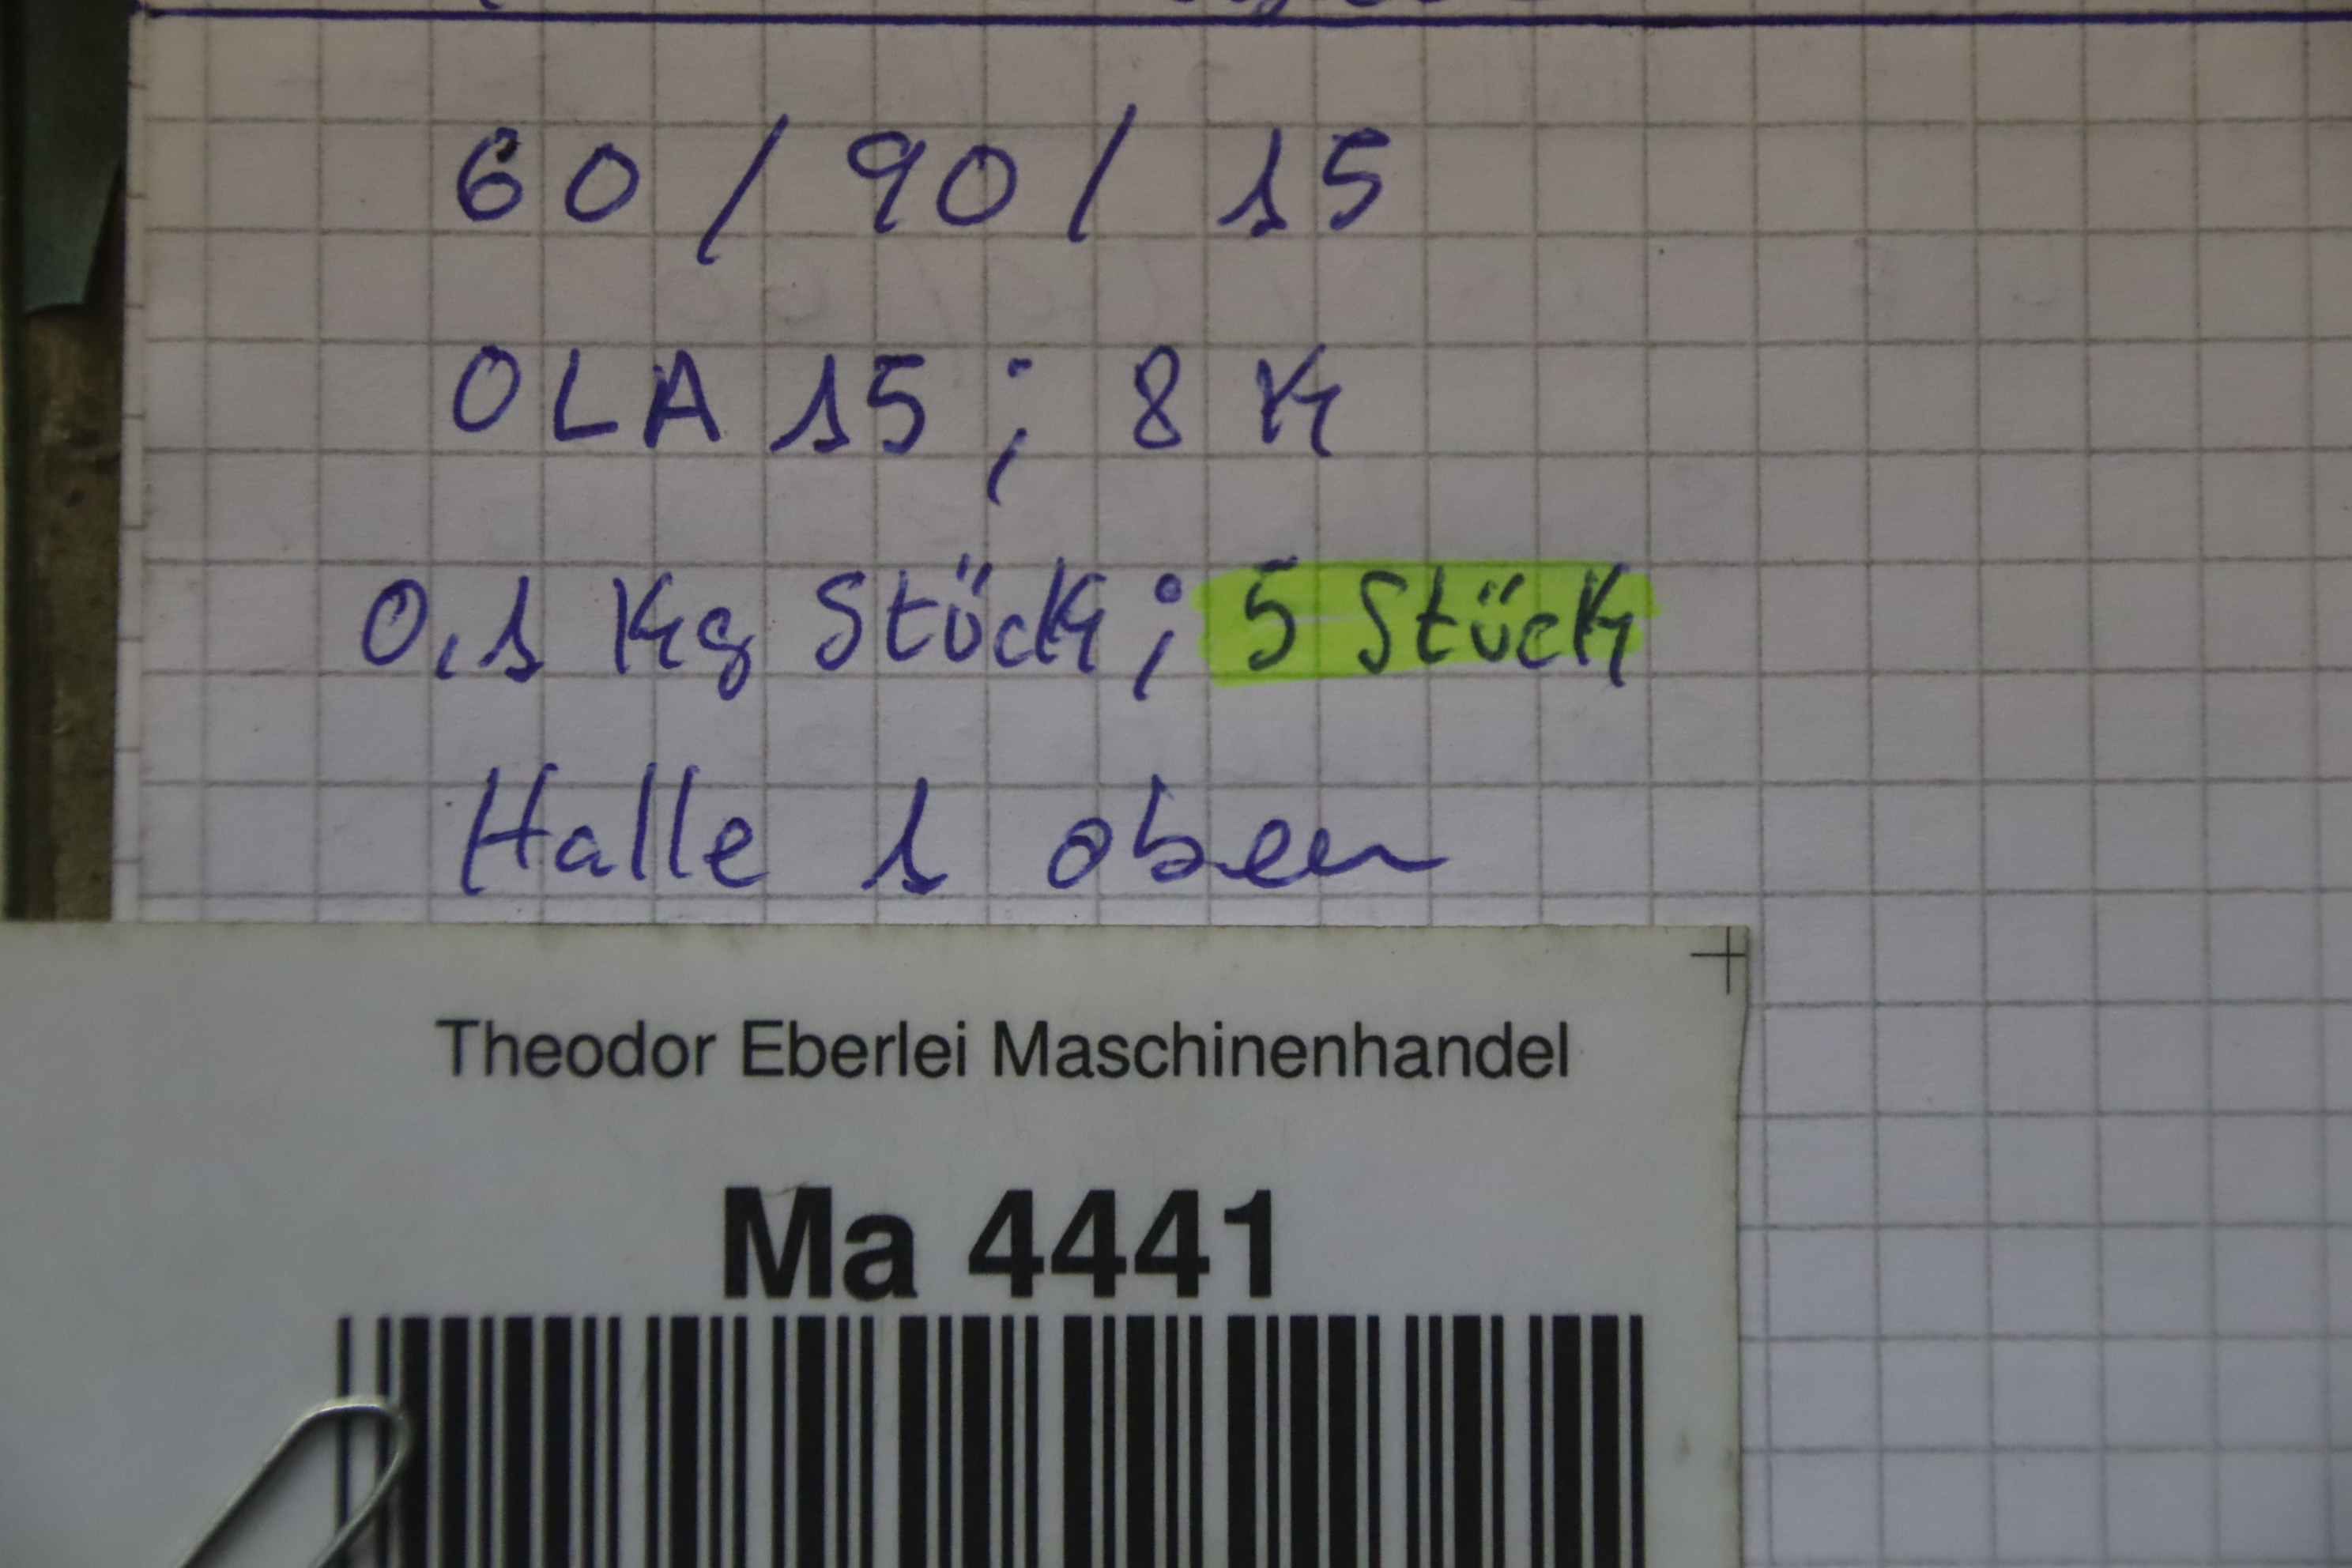 60 / 90 / 15
OLA 15 ; 8 K
0,1 Kg Stück ; 5 Stück
Halle 1 oben
Theodor Eberlei Maschinenhandel
Ma 4441